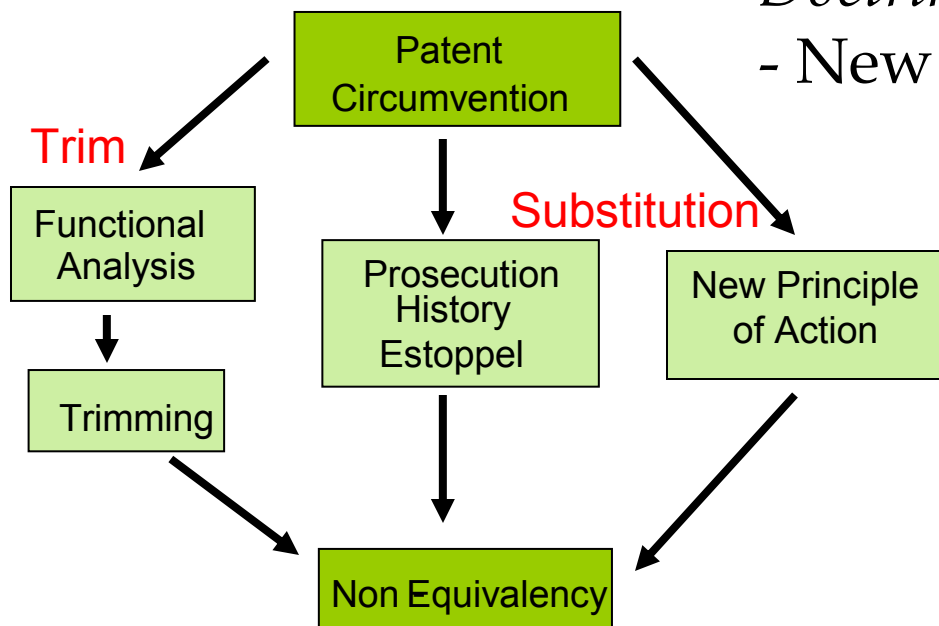 - New
Patent
Circumvention
Trim
Substitution
Functional
Analysis
Prosecution
History
Estoppel
New Principle
of Action
Trimming
Non-Equivalency